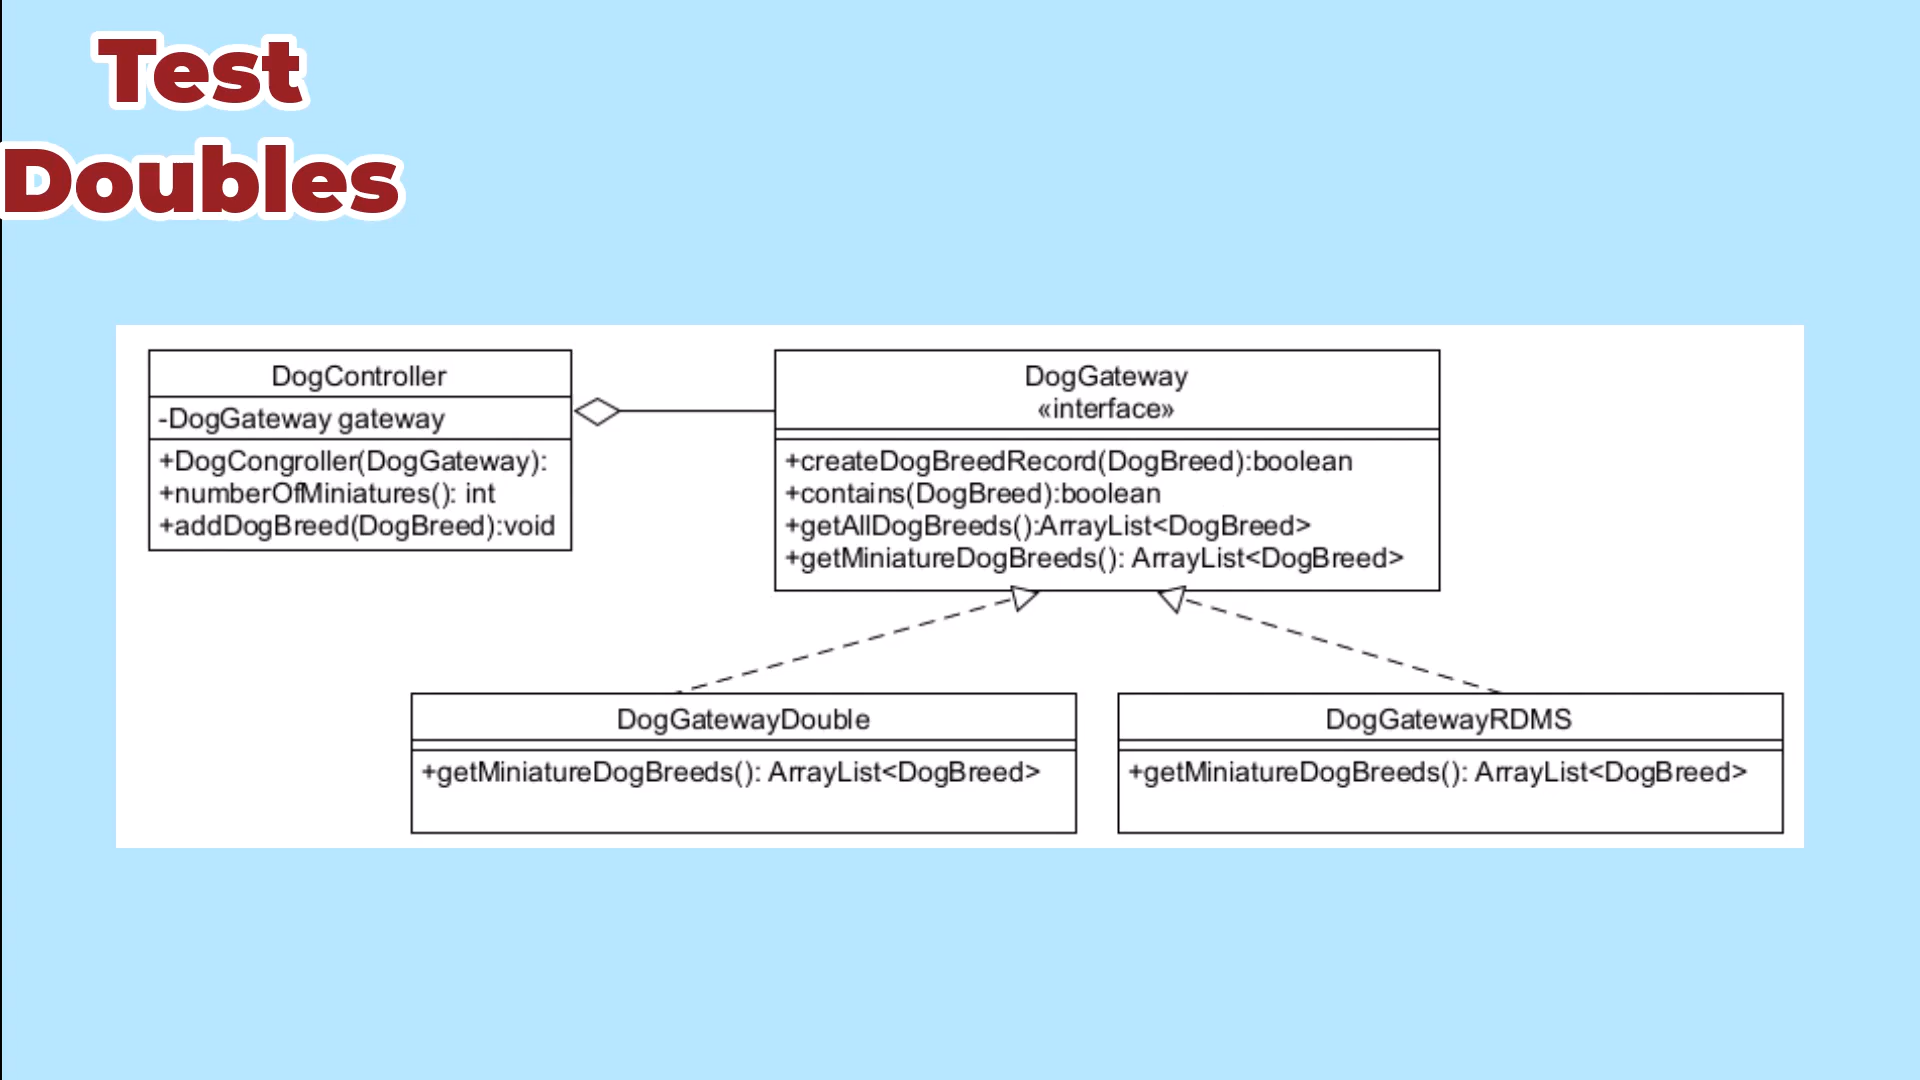 Test
Doubles
DogController
-DogGateway gateway
+DogCongroller(DogGateway):
+numberOfMiniatures(): int
+addDogBreed(DogBreed):void
DogGateway
«interface»
+createDogBreedRecord(DogBreed):boolean
+contains(DogBreed):boolean
+getAllDogBreeds():ArrayList<DogBreed>
+getMiniatureDogBreeds(): ArrayList<DogBreed>
DogGatewayDouble
+getMiniatureDogBreeds(): ArrayList<DogBreed>
DogGatewayRDMS
+getMiniatureDogBreeds(): ArrayList<DogBreed>